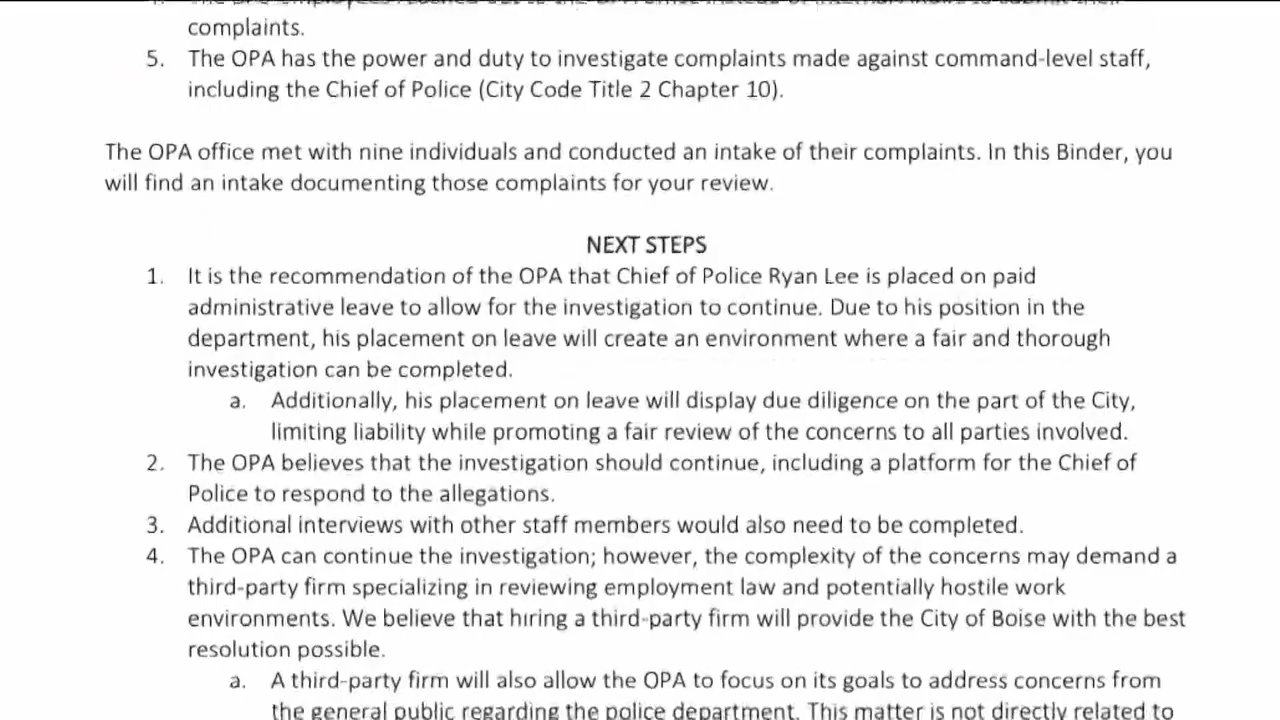 complaints.
5. The OPA has the power and duty to investigate complaints made against command-level staff,
including the Chief of Police (City Code Title 2 Chapter 10).
The OPA office met with nine individuals and conducted an intake of their complaints. In this Binder, you
will find an intake documenting those complaints for your review.
NEXT STEPS
1. It is the recommendation of the OPA that Chief of Police Ryan Lee is placed on paid
administrative leave to allow for the investigation to continue. Due to his position in the
department, his placement on leave will create an environment where a fair and thorough
investigation can be completed.
a. Additionally, his placement on leave will display due diligence on the part of the City,
limiting liability while promoting a fair review of the concerns to all parties involved.
2. The OPA believes that the investigation should continue, including a platform for the Chief of
Police to respond to the allegations.
3. Additional interviews with other staff members would also need to be completed.
4. The OPA can continue the investigation; however, the complexity of the concerns may demand a
third-party firm specializing in reviewing employment law and potentially hostile work
environments. We believe that hiring a third-party firm will provide the City of Boise with the best
resolution possible.
a. A third-party firm will also allow the OPA to focus on its goals to address concerns from
the general public regarding the police department. This matter is not directly related to